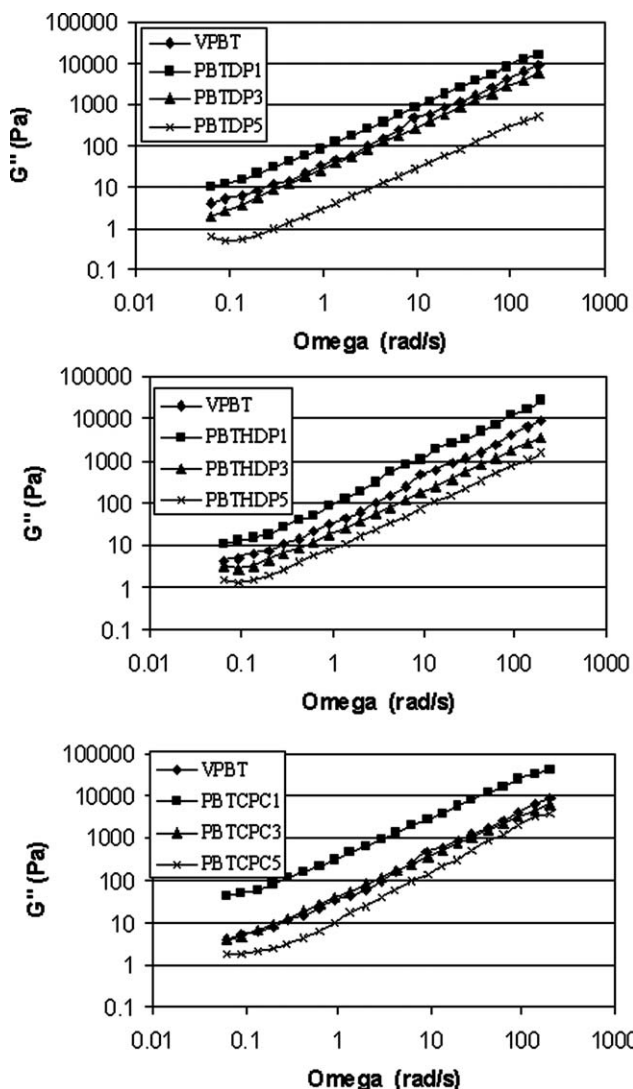 100000
10000
1000
100
10
1
0.1
G'' (Pa)
VPBT
PBTDP1
PBTDP3
PBTDP5
0.01 0.1 1 10 100 1000
Omega (rad/s)
100000
10000
1000
100
10
1
0.1
G'' (Pa)
VPBT
PBTHDP1
PBTHDP3
PBTHDP5
0.01 0.1 1 10 100 1000
Omega (rad/s)
100000
10000
1000
100
10
1
0.1
G'' (Pa)
VPBT
PBTCPC1
PBTCPC3
PBTCPC5
0.01 0.1 1 10 100 1000
Omega (rad/s)